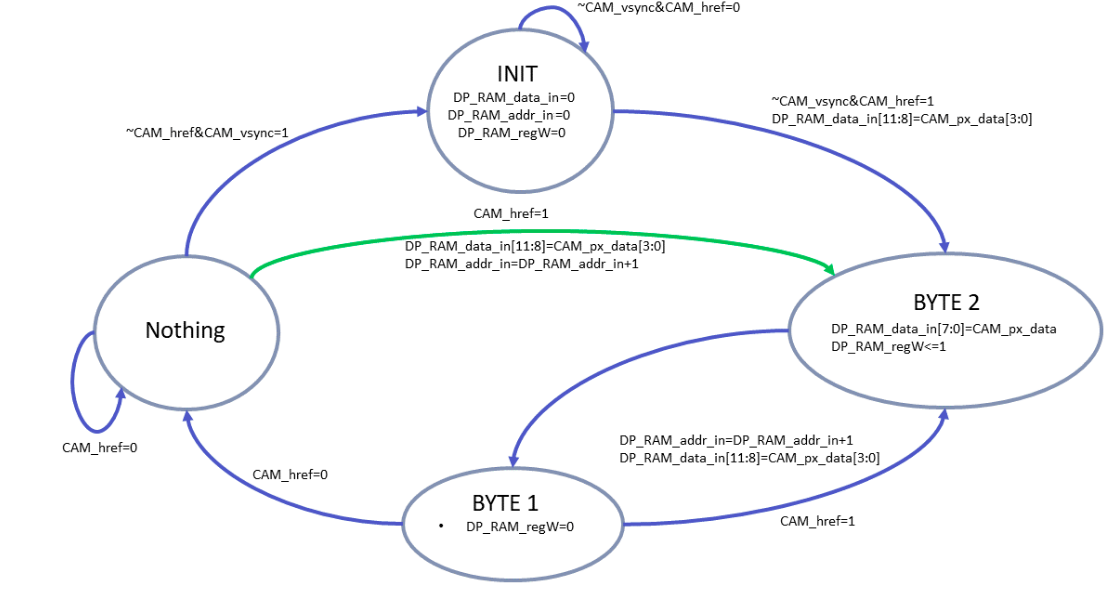 ~CAM_vsync&CAM_href=0
INIT
DP_RAM_data_in=0
DP_RAM_addr_in=0
DP_RAM_regW=0
~CAM_vsync&CAM_href=1
DP_RAM_data_in[11:8]=CAM_px_data[3:0]
~CAM_href&CAM_vsync=1
CAM_href=1
DP_RAM_data_in[11:8]=CAM_px_data[3:0]
DP_RAM_addr_in=DP_RAM_addr_in+1
Nothing
BYTE 2
DP_RAM_data_in[7:0]=CAM_px_data
DP_RAM_regW<=1
CAM_href=0
DP_RAM_addr_in=DP_RAM_addr_in+1
DP_RAM_data_in[11:8]=CAM_px_data[3:0]
CAM_href=0
BYTE 1
• DP_RAM_regW=0
CAM_href=1